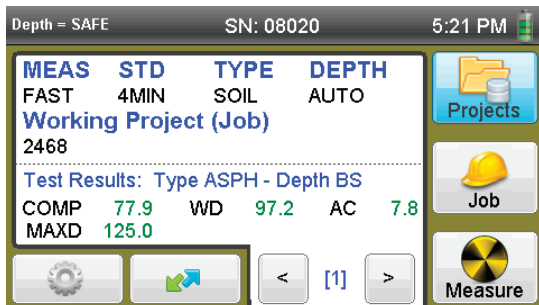 Depth = SAFE SN: 08020 5:21 PM
MEAS STD TYPE DEPTH
FAST 4MIN SOIL AUTO
Working Project (Job)
2468
Test Results: Type ASPH - Depth BS
COMP 77.9 WD 97.2 AC 7.8
MAXD 125.0
< [1] >
Projects
Job
Measure